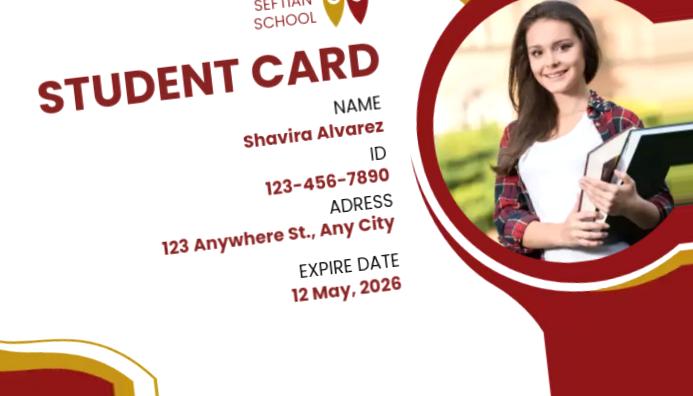 SEFTIAN
SCHOOL
STUDENT CARD
NAME
Shavira Alvarez
ID
123-456-7890
ADRESS
123 Anywhere St., Any City
EXPIRE DATE
12 May, 2026